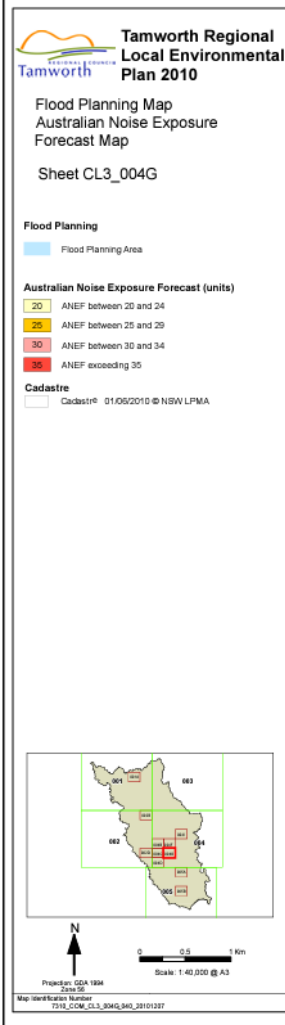 Tamworth Regional
Local Environmental
Plan 2010
REGIONAL COUNCIL
Tamworth
Flood Planning Map
Australian Noise Exposure
Forecast Map
Sheet CL3_004G
Flood Planning
Flood Planning Area
Australian Noise Exposure Forecast (units)
20 ANEF between 20 and 24
25 ANEF between 25 and 29
30 ANEF between 30 and 34
35 ANEF exceeding 35
Cadastre
Cadastre 01/06/2010 © NSW LPMA
001
003
002
004
005
N
0 0.5 1 Km
Scale: 1:40,000 @ A3
Projection: GDA 1994
Zone 56
Map Identification Number
7310_COM_CL3_004G_040_20101207